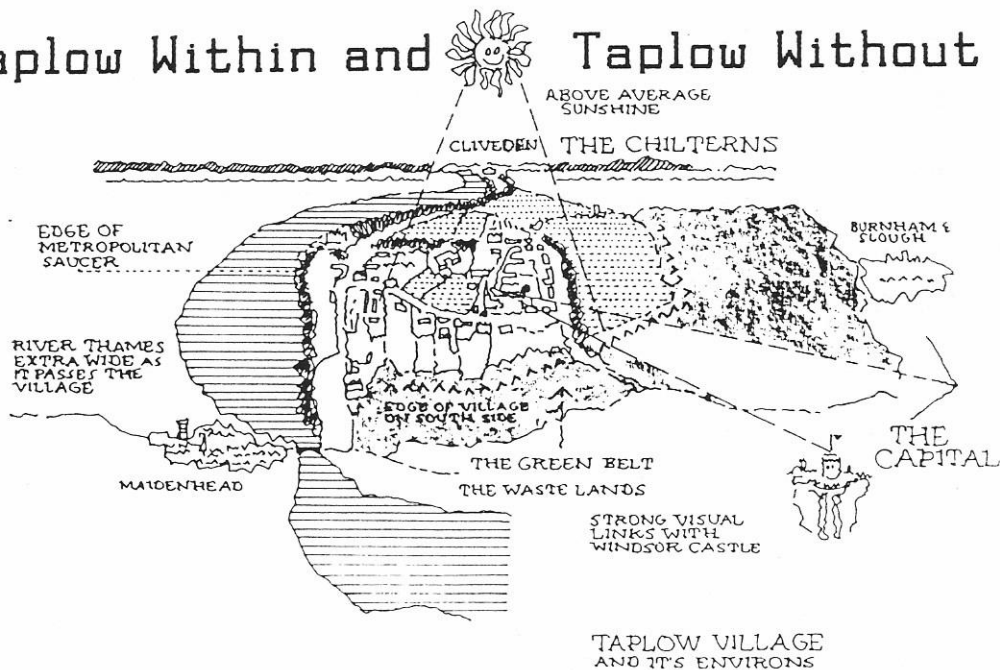 aplow Within and Taplow Without
ABOVE AVERAGE
SUNSHINE
CLIVEDEN
THE CHILTERNS
EDGE OF
METROPOLITAN
SAUCER
BURNHAM &
SLOUGH
RIVER THAMES
EXTRA WIDE AS
IT PASSES THE
VILLAGE
EDGE OF VILLAGE
ON SOUTH SIDE
THE
CAPITAL
THE GREEN BELT
MAIDENHEAD
THE WASTE LANDS
STRONG VISUAL
LINKS WITH
WINDSOR CASTLE
TAPLOW VILLAGE
AND IT'S ENVIRONS